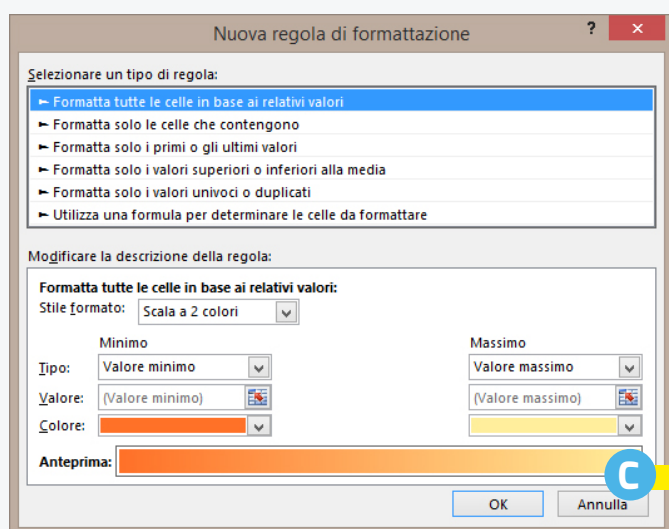 Nuova regola di formattazione ? ×
Selezionare un tipo di regola:
► Formatta tutte le celle in base ai relativi valori
► Formatta solo le celle che contengono
► Formatta solo i primi o gli ultimi valori
► Formatta solo i valori superiori o inferiori alla media
► Formatta solo i valori univoci o duplicati
► Utilizza una formula per determinare le celle da formattare
Modificare la descrizione della regola:
Formatta tutte le celle in base ai relativi valori:
Stile formato: Scala a 2 colori
Minimo Massimo
Tipo: Valore minimo Valore massimo
Valore: (Valore minimo) (Valore massimo)
Colore:
Anteprima:
C
OK Annulla